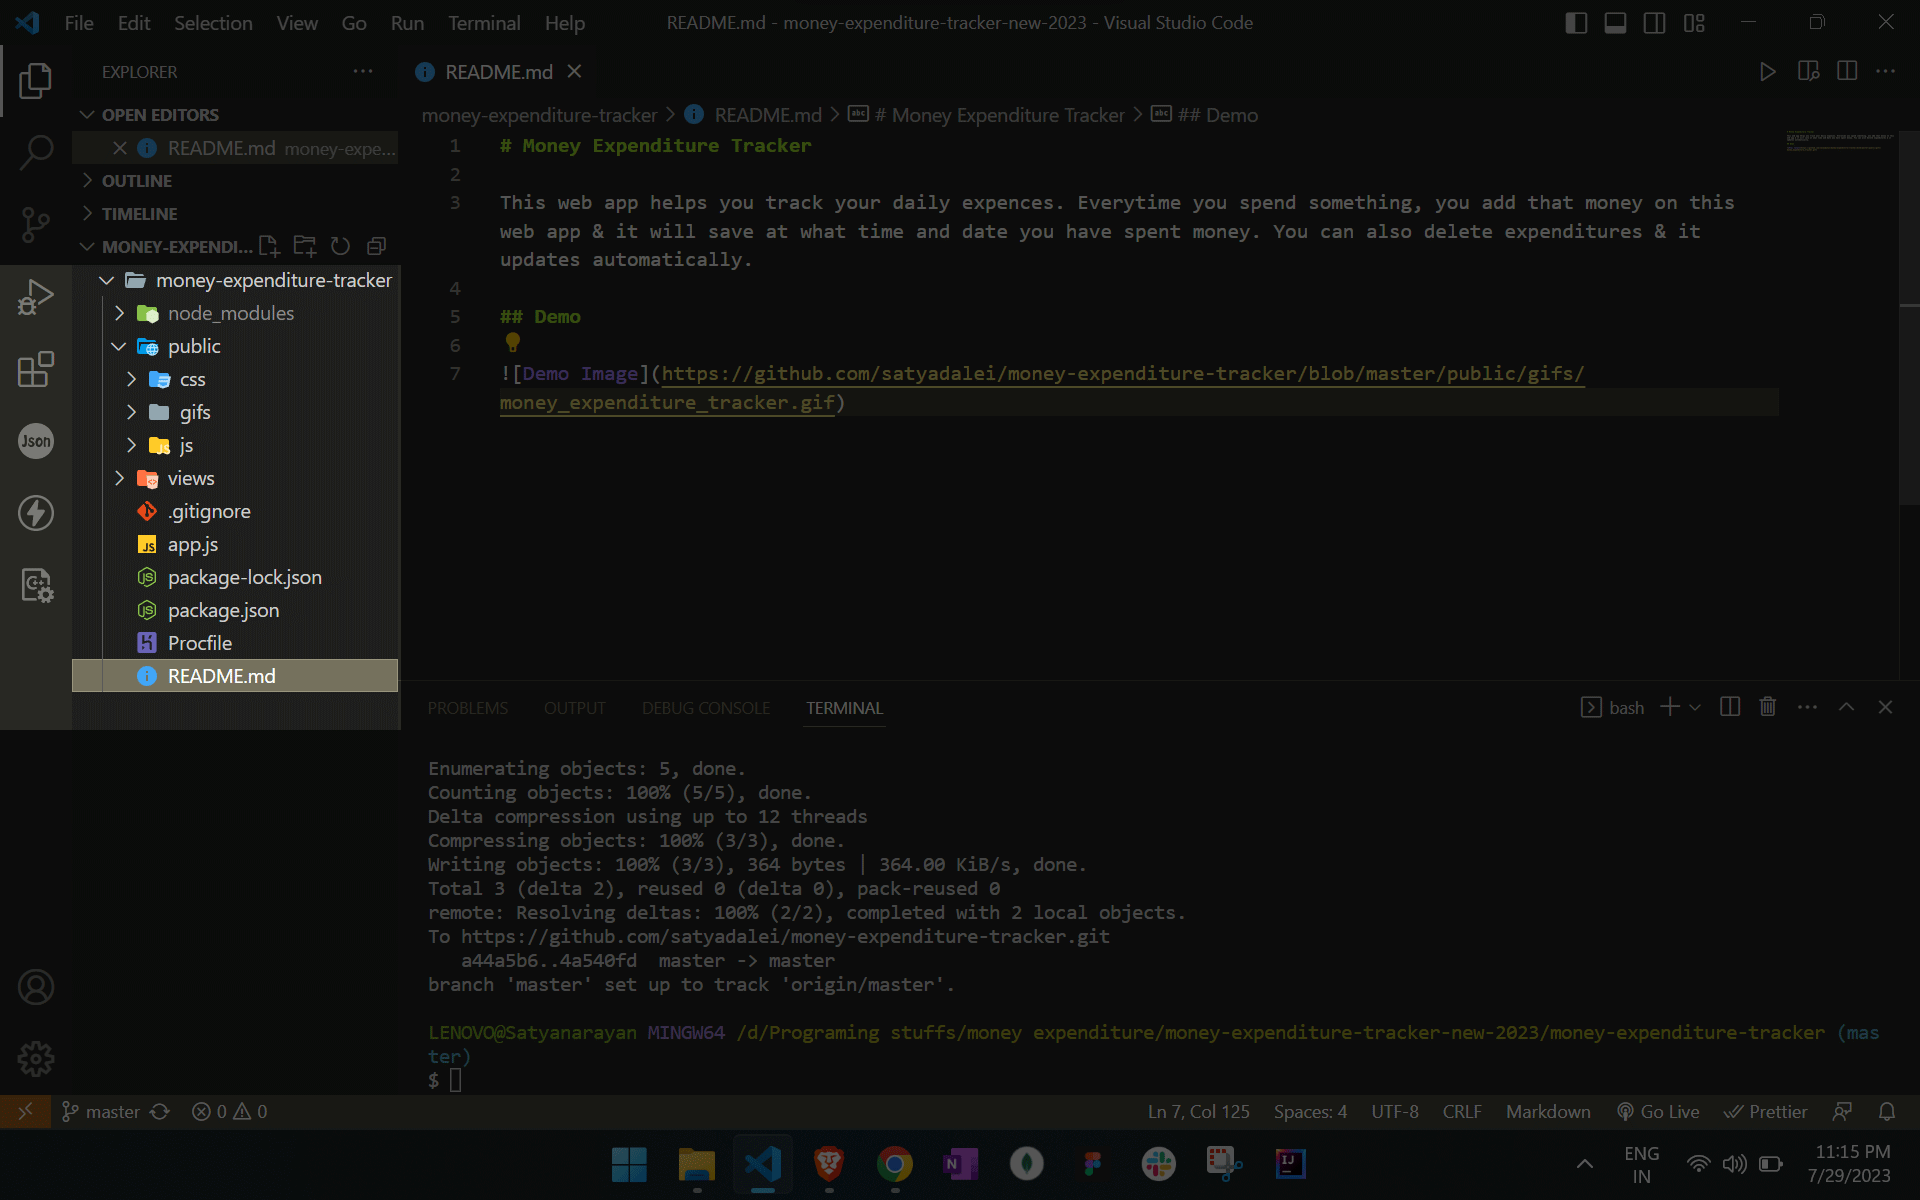 File Edit Selection View Go Run Terminal Help README.md - money-expenditure-tracker-new-2023 - Visual Studio Code
EXPLORER
README.md
OPEN EDITORS
README.md money-expe...
OUTLINE
TIMELINE
MONEY-EXPENDI...
money-expenditure-tracker
node_modules
public
css
gifs
js
views
.gitignore
app.js
package-lock.json
package.json
Procfile
README.md
Json
money-expenditure-tracker > README.md > # Money Expenditure Tracker > ## Demo
1 # Money Expenditure Tracker
2
3 This web app helps you track your daily expences. Everytime you spend something, you add that money on this
web app & it will save at what time and date you have spent money. You can also delete expenditures & it
updates automatically.
4
5 ## Demo
6
7 ![Demo Image](https://github.com/satyadalei/money-expenditure-tracker/blob/master/public/gifs/
money_expenditure_tracker.gif)
PROBLEMS OUTPUT DEBUG CONSOLE TERMINAL bash
Enumerating objects: 5, done.
Counting objects: 100% (5/5), done.
Delta compression using up to 12 threads
Compressing objects: 100% (3/3), done.
Writing objects: 100% (3/3), 364 bytes | 364.00 KiB/s, done.
Total 3 (delta 2), reused 0 (delta 0), pack-reused 0
remote: Resolving deltas: 100% (2/2), completed with 2 local objects.
To https://github.com/satyadalei/money-expenditure-tracker.git
a44a5b6..4a540fd master -> master
branch 'master' set up to track 'origin/master'.
LENOVO@Satyanarayan MINGW64 /d/Programing stuffs/money expenditure/money-expenditure-tracker-new-2023/money-expenditure-tracker (mas
ter)
$
master 0 0 Ln 7, Col 125 Spaces: 4 UTF-8 CRLF Markdown Go Live Prettier
ENG
IN
11:15 PM
7/29/2023